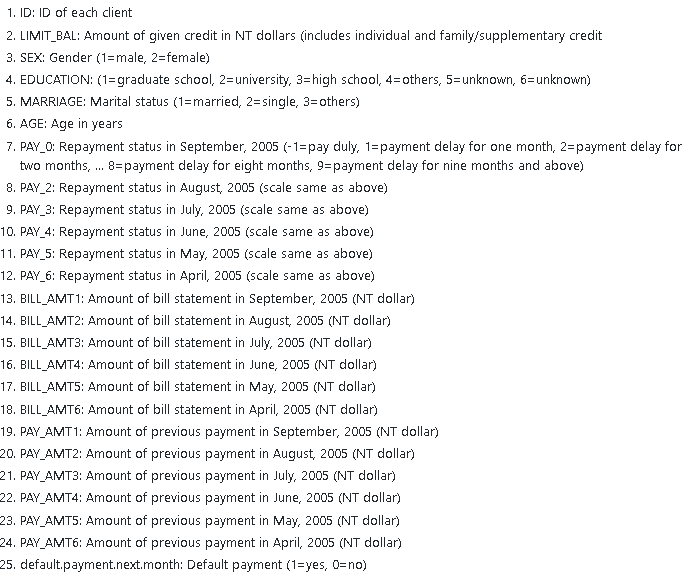 1. ID: ID of each client
2. LIMIT_BAL: Amount of given credit in NT dollars (includes individual and family/supplementary credit
3. SEX: Gender (1=male, 2=female)
4. EDUCATION: (1=graduate school, 2=university, 3=high school, 4=others, 5=unknown, 6=unknown)
5. MARRIAGE: Marital status (1=married, 2=single, 3=others)
6. AGE: Age in years
7. PAY_0: Repayment status in September, 2005 (-1=pay duly, 1=payment delay for one month, 2=payment delay for
two months, ... 8=payment delay for eight months, 9=payment delay for nine months and above)
8. PAY_2: Repayment status in August, 2005 (scale same as above)
9. PAY_3: Repayment status in July, 2005 (scale same as above)
10. PAY_4: Repayment status in June, 2005 (scale same as above)
11. PAY_5: Repayment status in May, 2005 (scale same as above)
12. PAY_6: Repayment status in April, 2005 (scale same as above)
13. BILL_AMT1: Amount of bill statement in September, 2005 (NT dollar)
14. BILL_AMT2: Amount of bill statement in August, 2005 (NT dollar)
15. BILL_AMT3: Amount of bill statement in July, 2005 (NT dollar)
16. BILL_AMT4: Amount of bill statement in June, 2005 (NT dollar)
17. BILL_AMT5: Amount of bill statement in May, 2005 (NT dollar)
18. BILL_AMT6: Amount of bill statement in April, 2005 (NT dollar)
19. PAY_AMT1: Amount of previous payment in September, 2005 (NT dollar)
20. PAY_AMT2: Amount of previous payment in August, 2005 (NT dollar)
21. PAY_AMT3: Amount of previous payment in July, 2005 (NT dollar)
22. PAY_AMT4: Amount of previous payment in June, 2005 (NT dollar)
23. PAY_AMT5: Amount of previous payment in May, 2005 (NT dollar)
24. PAY_AMT6: Amount of previous payment in April, 2005 (NT dollar)
25. default.payment.next.month: Default payment (1=yes, 0=no)